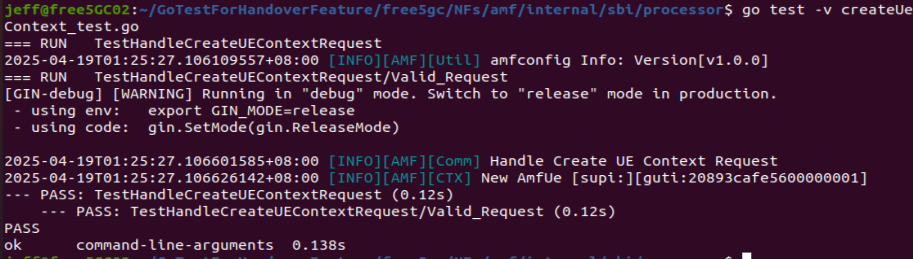 jeff@free5GC02:~/GoTestForHandoverFeature/free5gc/NFs/amf/internal/sbi/processor$ go test -v createUe
Context_test.go
=== RUN   TestHandleCreateUEContextRequest
2025-04-19T01:25:27.106109557+08:00 [INFO][AMF][Util] amfconfig Info: Version[v1.0.0]
=== RUN   TestHandleCreateUEContextRequest/Valid_Request
[GIN-debug] [WARNING] Running in "debug" mode. Switch to "release" mode in production.
 - using env:   export GIN_MODE=release
 - using code:  gin.SetMode(gin.ReleaseMode)

2025-04-19T01:25:27.106601585+08:00 [INFO][AMF][Comm] Handle Create UE Context Request
2025-04-19T01:25:27.106626142+08:00 [INFO][AMF][CTX] New AmfUe [supi:][guti:20893cafe5600000001]
--- PASS: TestHandleCreateUEContextRequest (0.12s)
    --- PASS: TestHandleCreateUEContextRequest/Valid_Request (0.12s)
PASS
ok      command-line-arguments  0.138s